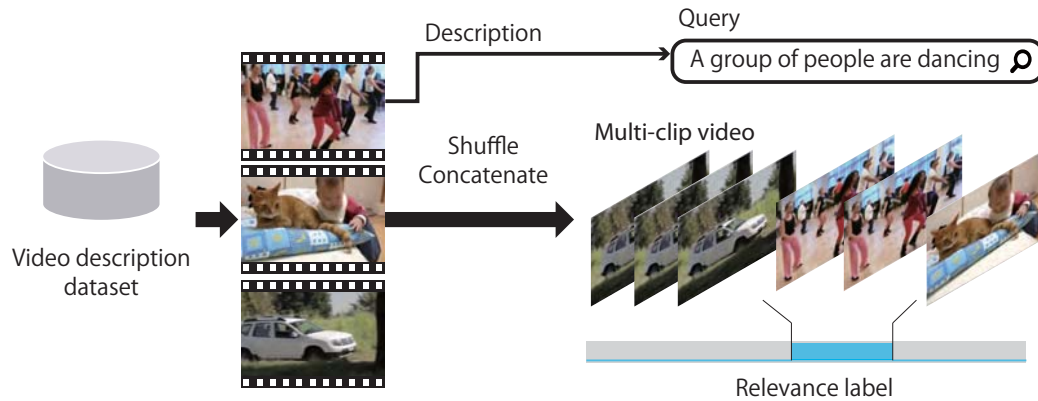 Description
Query
A group of people are dancing
Shuffle
Concatenate
Multi-clip video
Video description
dataset
Relevance label